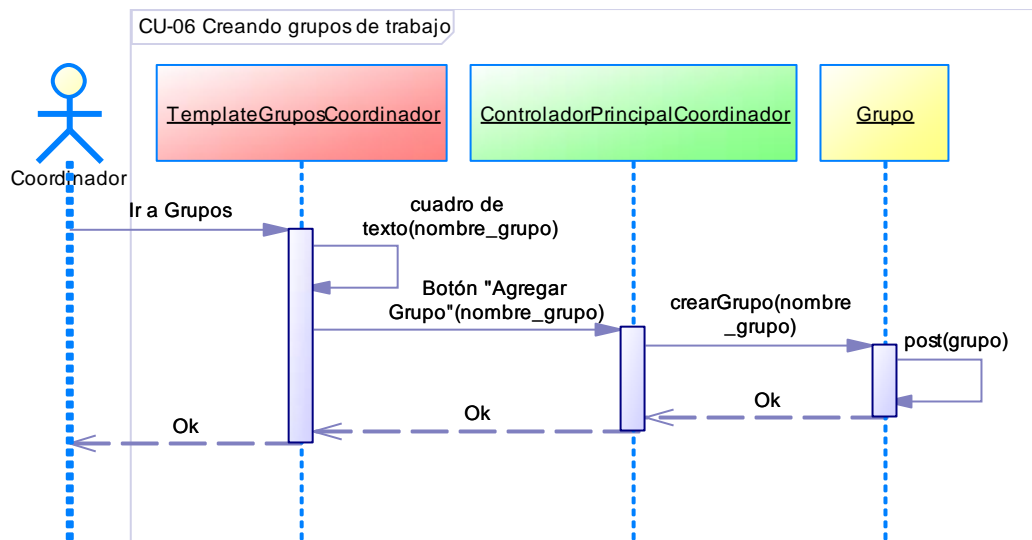 CU-06 Creando grupos de trabajo
TemplateGruposCoordinador
ControladorPrincipalCoordinador
Grupo
Coordinador
Ir a Grupos
cuadro de
texto(nombre_grupo)
Botón "Agregar
Grupo"(nombre_grupo)
crearGrupo(nombre
_grupo)
post(grupo)
Ok
Ok
Ok